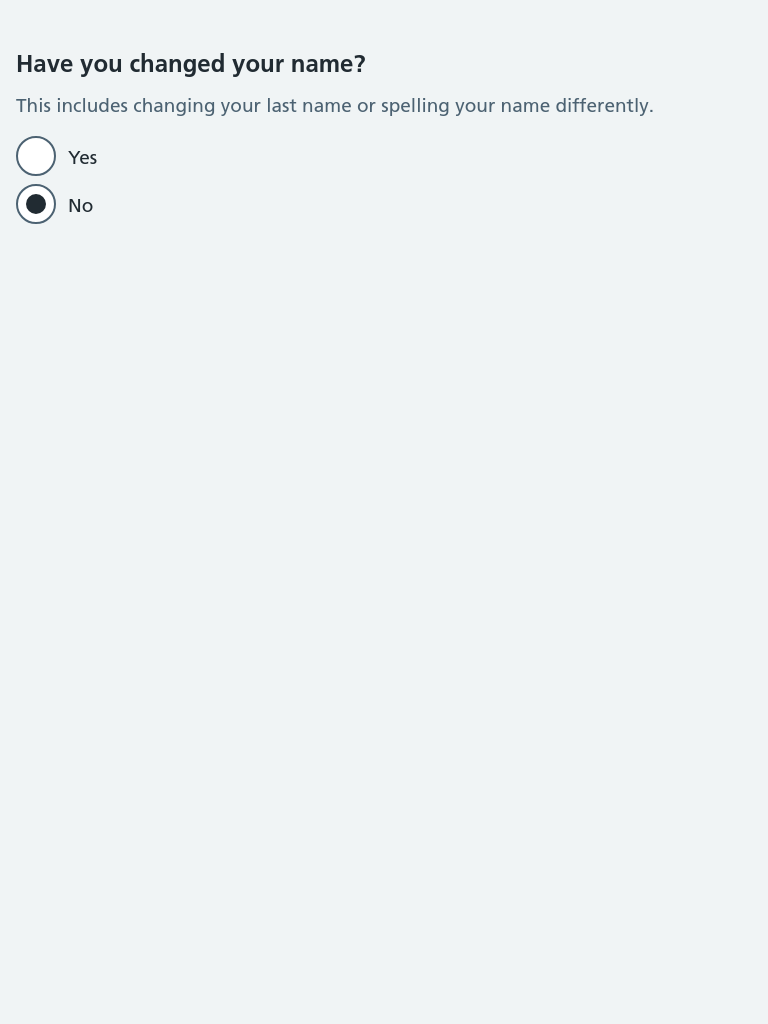 Have you changed your name?
This includes changing your last name or spelling your name differently.
Yes
No